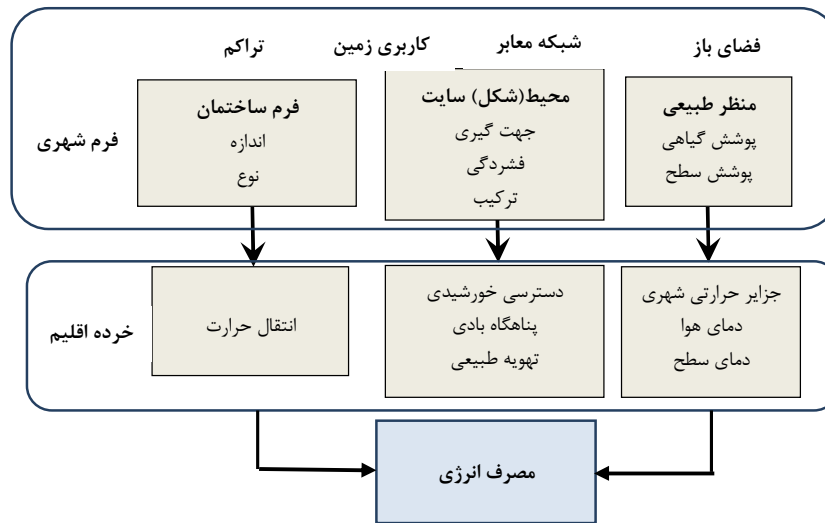 فضای باز
شبکه معابر
کاربری زمین
تراکم
فرم شهری
منظر طبیعی
پوشش گیاهی
پوشش سطح
محیط(شکل) سایت
جهت گیری
فشردگی
ترکیب
فرم ساختمان
اندازه
نوع
خرده اقلیم
جزایر حرارتی شهری
دمای هوا
دمای سطح
دسترسی خورشیدی
پناهگاه بادی
تهویه طبیعی
انتقال حرارت
مصرف انرژی